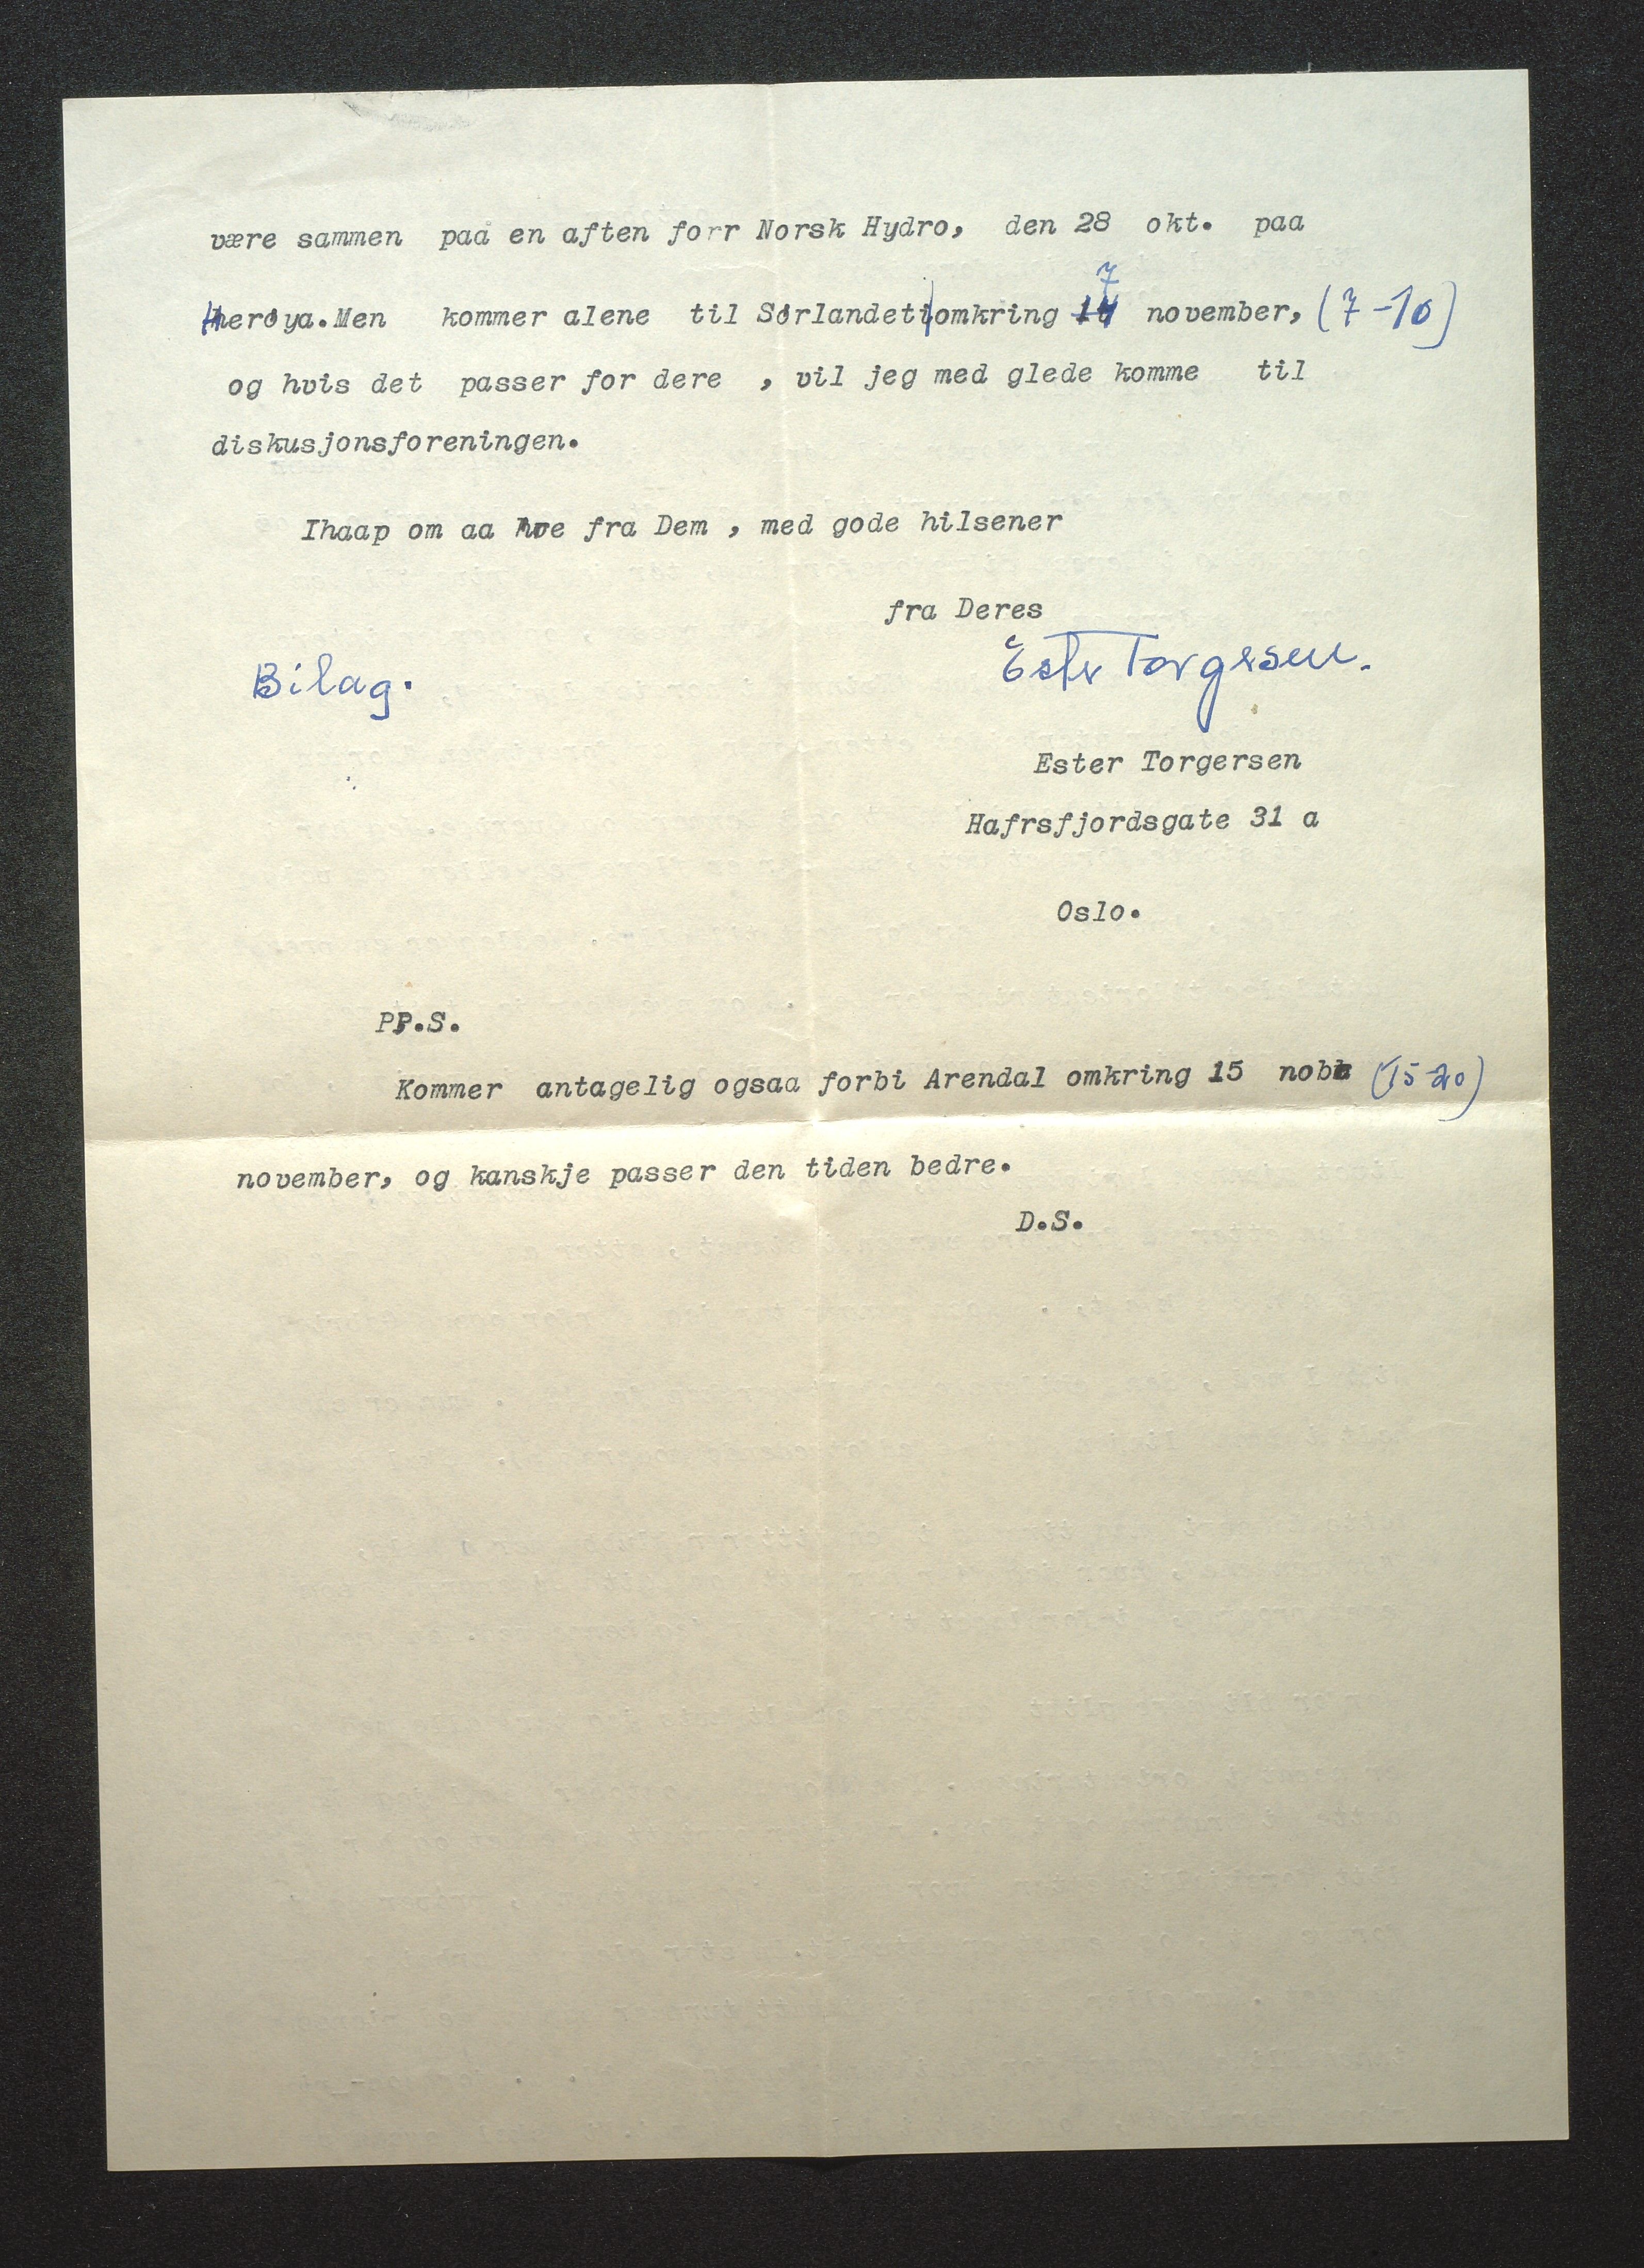 være sammen paa en aften forr Norsk Hydro, den 28 okt. paa
Herøya. Men kommer alene til Sørlandet omkring 7 november, (7-10)
og hvis det passer for dere , vil jeg med glede komme til
diskusjonsforeningen.
Ihaap om aa hve fra Dem , med gode hilsener
fra Deres
Ester Torgersen.
Bilag.
Ester Torgersen
Hafrsfjordsgate 31 a
Oslo.
PP.S.
Kommer antagelig ogsaa forbi Arendal omkring 15 (15-20)
november, og kanskje passer den tiden bedre.
D.S.